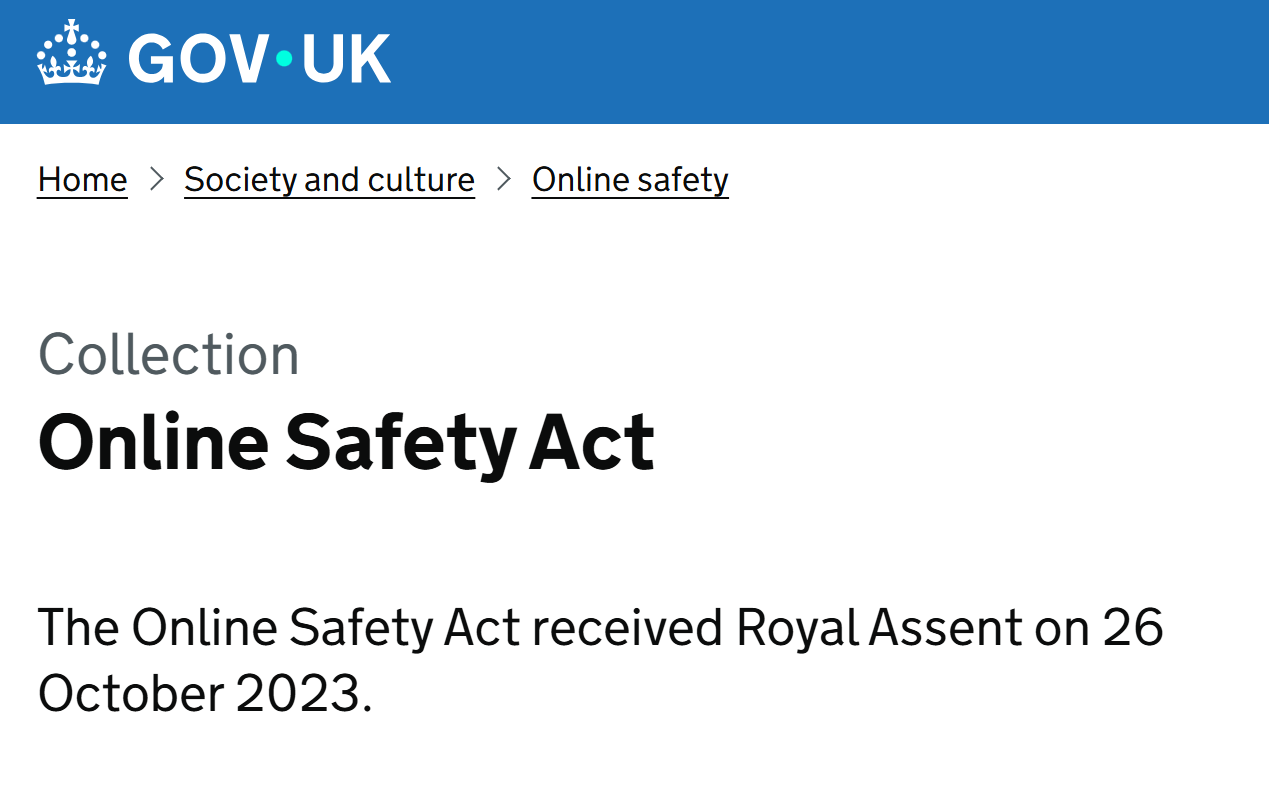 GOV·UK
Home > Society and culture > Online safety
Collection
Online Safety Act
The Online Safety Act received Royal Assent on 26
October 2023.